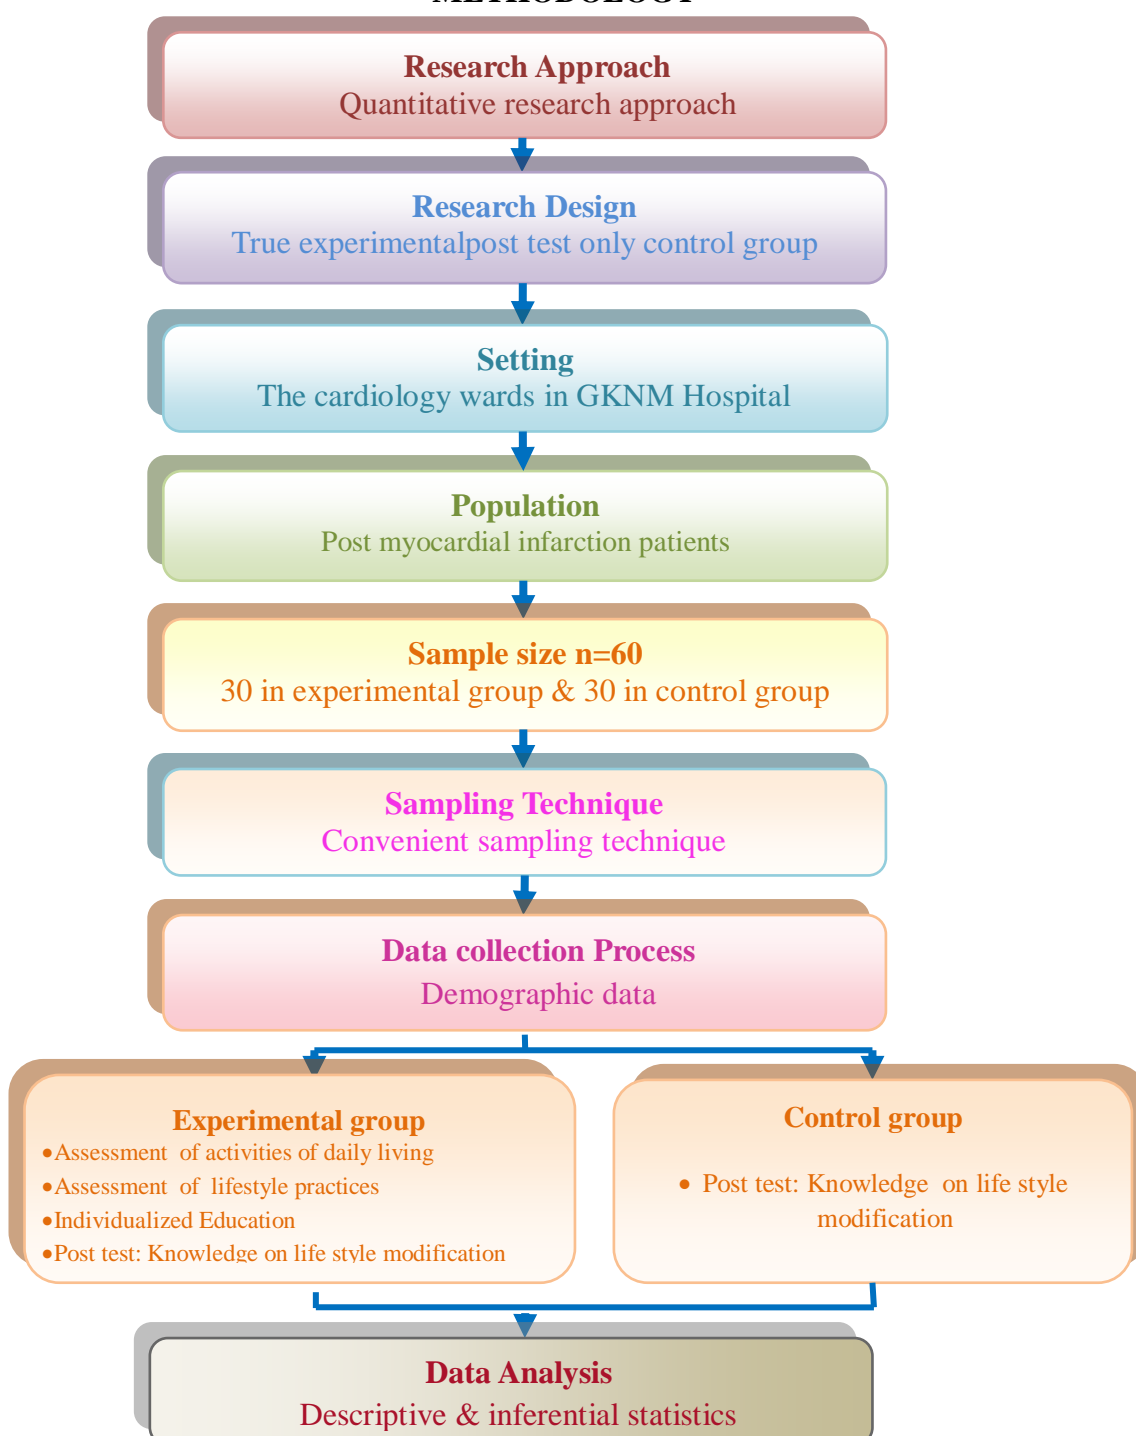 METHODOLOGY
Research Approach
Quantitative research approach
Research Design
True experimentalpost test only control group
Setting
The cardiology wards in GKNM Hospital
Population
Post myocardial infarction patients
Sample size n=60
30 in experimental group & 30 in control group
Sampling Technique
Convenient sampling technique
Data collection Process
Demographic data
Experimental group
•Assessment of activities of daily living
•Assessment of lifestyle practices
•Individualized Education
•Post test: Knowledge on life style modification
Control group
• Post test: Knowledge on life style
modification
Data Analysis
Descriptive & inferential statistics